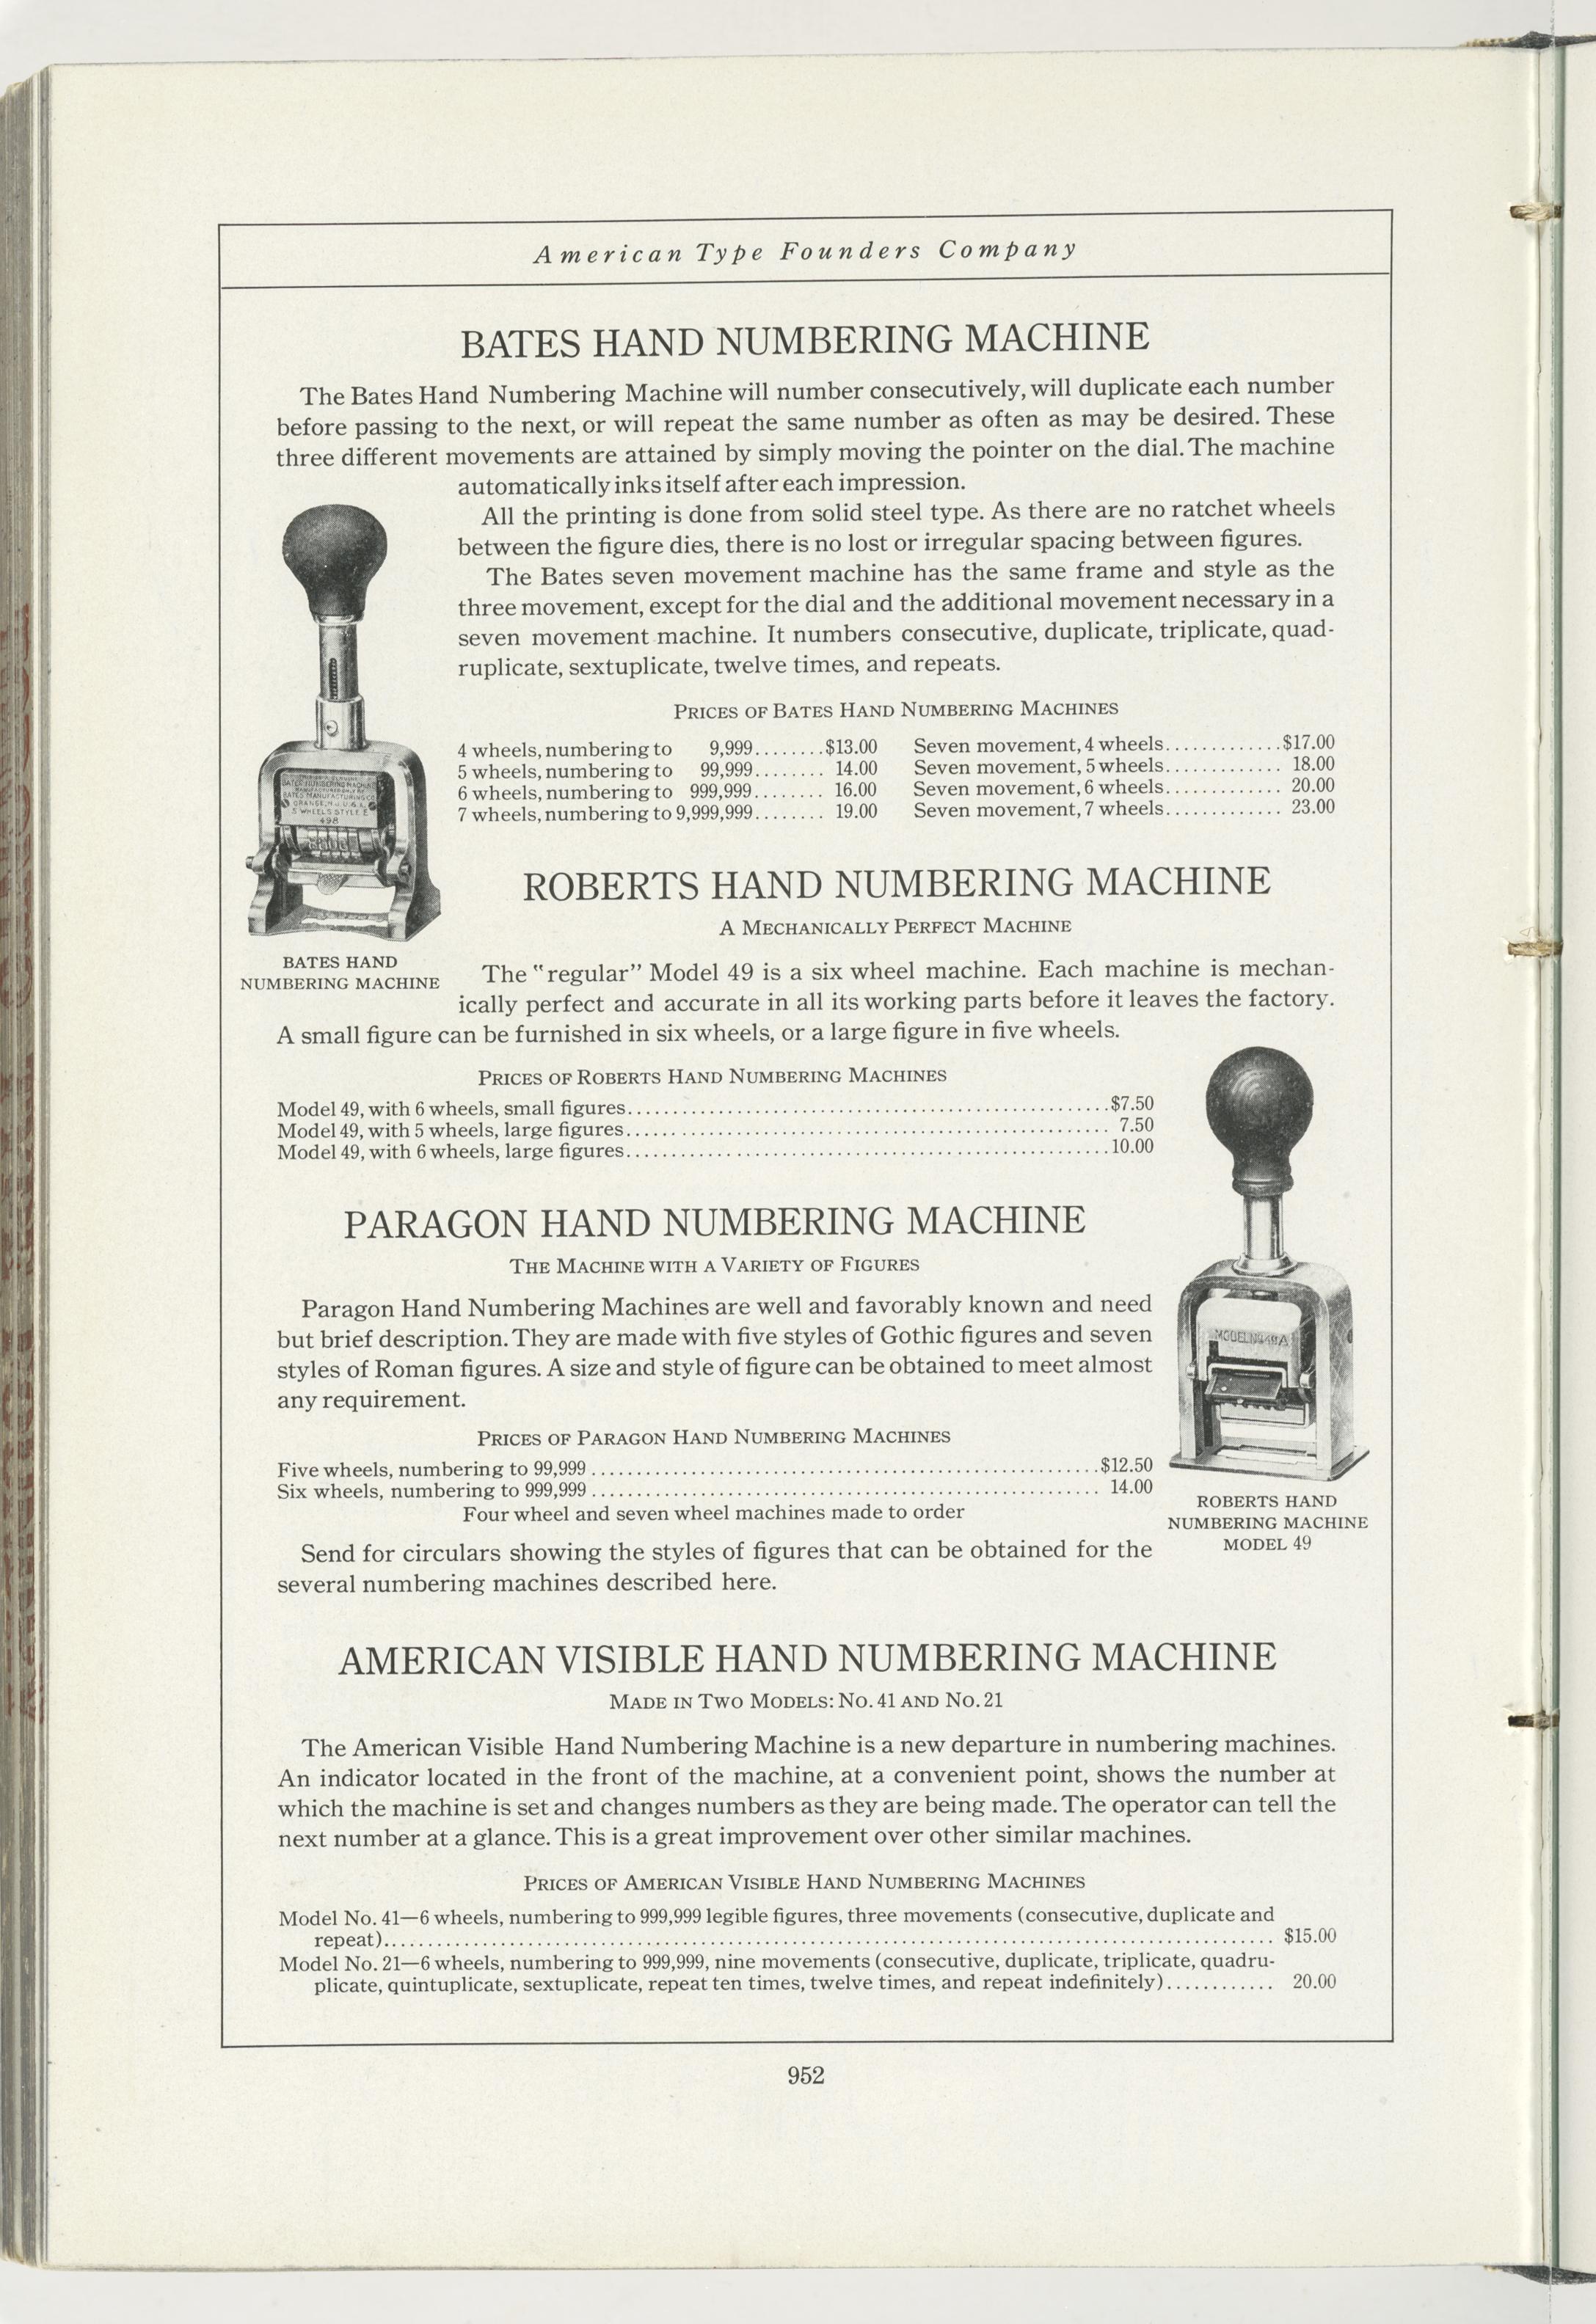 American Type Founders Company
BATES HAND NUMBERING MACHINE
The Bates Hand Numbering Machine will number consecutively, will duplicate each number
before passing to the next, or will repeat the same number as often as may be desired. These
three different movements are attained by simply moving the pointer on the dial. The machine
automatically inks itself after each impression.
All the printing is done from solid steel type. As there are no ratchet wheels
between the figure dies, there is no lost or irregular spacing between figures.
The Bates seven movement machine has the same frame and style as the
three movement, except for the dial and the additional movement necessary in a
seven movement machine. It numbers consecutive, duplicate, triplicate, quad-
ruplicate, sextuplicate, twelve times, and repeats.
PRICES OF BATES HAND NUMBERING MACHINES
4 wheels, numbering to 9,999........$13.00
5 wheels, numbering to 99,999........ 14.00
6 wheels, numbering to 999,999........ 16.00
7 wheels, numbering to 9,999,999........ 19.00
Seven movement, 4 wheels.............$17.00
Seven movement, 5 wheels............. 18.00
Seven movement, 6 wheels............. 20.00
Seven movement, 7 wheels............. 23.00
BATES MANUFACTURING CO
ORANGE, N.J. U.S.A.
5 WHEELS STYLE E
498
BATES HAND
NUMBERING MACHINE
ROBERTS HAND NUMBERING MACHINE
A MECHANICALLY PERFECT MACHINE
The "regular" Model 49 is a six wheel machine. Each machine is mechan-
ically perfect and accurate in all its working parts before it leaves the factory.
A small figure can be furnished in six wheels, or a large figure in five wheels.
PRICES OF ROBERTS HAND NUMBERING MACHINES
Model 49, with 6 wheels, small figures.....................................................$7.50
Model 49, with 5 wheels, large figures..................................................... 7.50
Model 49, with 6 wheels, large figures.....................................................10.00
PARAGON HAND NUMBERING MACHINE
THE MACHINE WITH A VARIETY OF FIGURES
Paragon Hand Numbering Machines are well and favorably known and need
but brief description. They are made with five styles of Gothic figures and seven
styles of Roman figures. A size and style of figure can be obtained to meet almost
any requirement.
PRICES OF PARAGON HAND NUMBERING MACHINES
Five wheels, numbering to 99,999........................................................$12.50
Six wheels, numbering to 999,999........................................................ 14.00
Four wheel and seven wheel machines made to order
Send for circulars showing the styles of figures that can be obtained for the
several numbering machines described here.
MODEL NO 49A
ROBERTS HAND
NUMBERING MACHINE
MODEL 49
AMERICAN VISIBLE HAND NUMBERING MACHINE
MADE IN TWO MODELS: NO. 41 AND NO. 21
The American Visible Hand Numbering Machine is a new departure in numbering machines.
An indicator located in the front of the machine, at a convenient point, shows the number at
which the machine is set and changes numbers as they are being made. The operator can tell the
next number at a glance. This is a great improvement over other similar machines.
PRICES OF AMERICAN VISIBLE HAND NUMBERING MACHINES
Model No. 41—6 wheels, numbering to 999,999 legible figures, three movements (consecutive, duplicate and
repeat)................................................................................................ $15.00
Model No. 21—6 wheels, numbering to 999,999, nine movements (consecutive, duplicate, triplicate, quadru-
plicate, quintuplicate, sextuplicate, repeat ten times, twelve times, and repeat indefinitely)............ 20.00
952